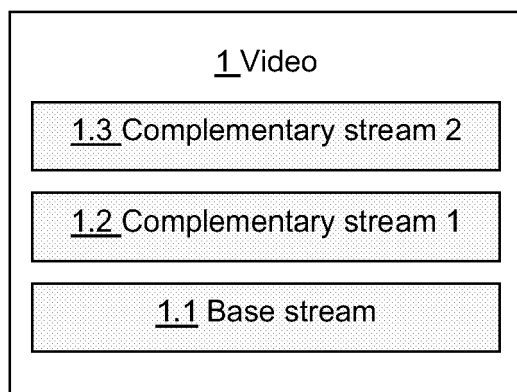 1 Video
1.3 Complementary stream 2
1.2 Complementary stream 1
1.1 Base stream